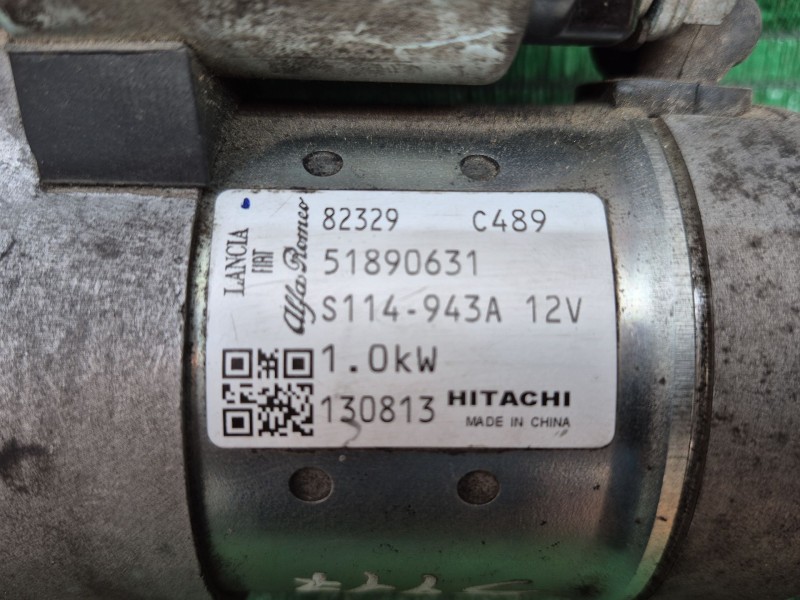 LANCIA
FIAT
Alfa Romeo
82329 C489
51890631
S114-943A 12V
1.0kW
130813 HITACHI
MADE IN CHINA